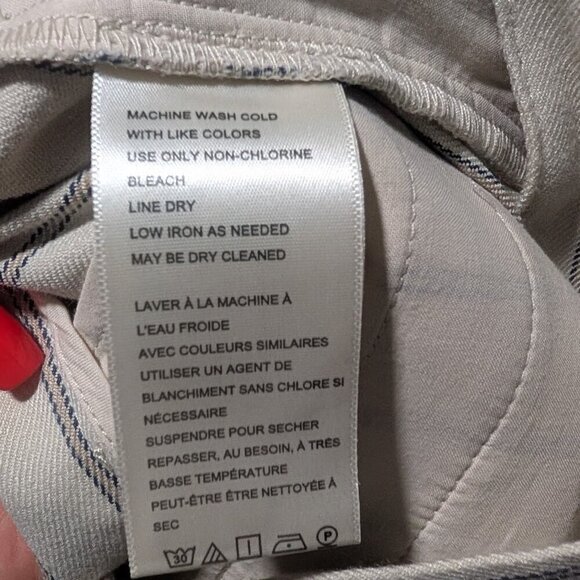 MACHINE WASH COLD
WITH LIKE COLORS
USE ONLY NON-CHLORINE
BLEACH
LINE DRY
LOW IRON AS NEEDED
MAY BE DRY CLEANED
LAVER À LA MACHINE À
L'EAU FROIDE
AVEC COULEURS SIMILAIRES
UTILISER UN AGENT DE
BLANCHIMENT SANS CHLORE SI
NÉCESSAIRE
SUSPENDRE POUR SECHER
REPASSER, AU BESOIN, À TRÈS
BASSE TEMPÉRATURE
PEUT-ÊTRE ÊTRE NETTOYÉE À
SEC
30 P